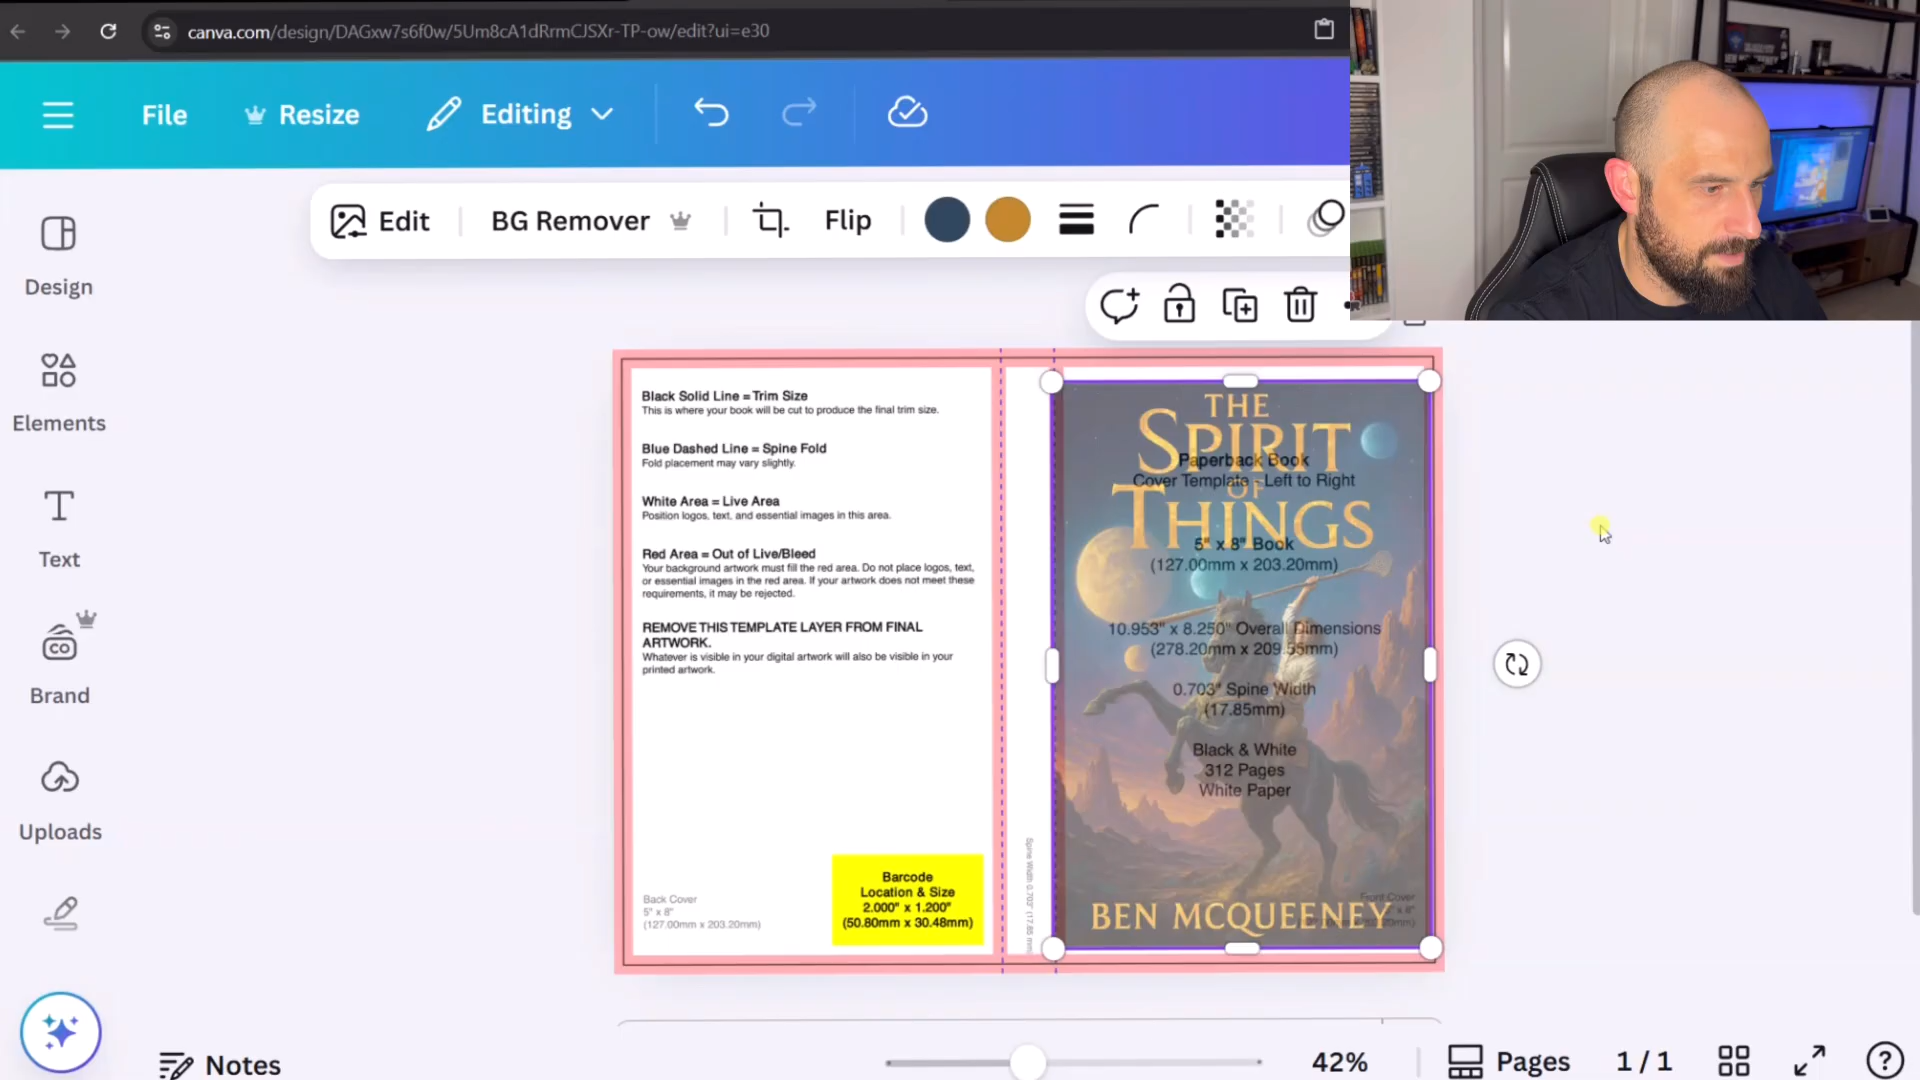 canva.com/design/DAGxw7s6f0w/5Um8cA1dRrmCJSXr-TP-ow/edit?ui=e30
File
Resize
Editing
Edit
BG Remover
Flip
Design
Elements
Text
Brand
Uploads
Black Solid Line = Trim Size
This is where your book will be cut to produce the final trim size.
Blue Dashed Line = Spine Fold
Fold placement may vary slightly.
White Area = Live Area
Position logos, text, and essential images in this area.
Red Area = Out of Live/Bleed
Your background artwork must fill the red area. Do not place logos, text,
or essential images in the red area. If your artwork does not meet these
requirements, it may be rejected.
REMOVE THIS TEMPLATE LAYER FROM FINAL
ARTWORK.
Whatever is visible in your digital artwork will also be visible in your
printed artwork.
Back Cover
5" x 8"
(127.00mm x 203.20mm)
Barcode
Location & Size
2.000" x 1.200"
(50.80mm x 30.48mm)
Spine Width 0.703" (17.85 mm)
THE
SPIRIT
OF
THINGS
Paperback Book
Cover Template - Left to Right
5" x 8" Book
(127.00mm x 203.20mm)
10.953" x 8.250" Overall Dimensions
(278.20mm x 209.55mm)
0.703" Spine Width
(17.85mm)
Black & White
312 Pages
White Paper
Front Cover
BEN MCQUEENEY
Notes
42%
Pages
1 / 1